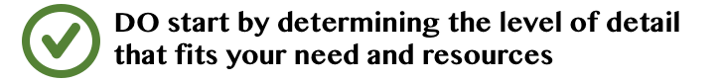 DO start by determining the level of detail
that fits your need and resources